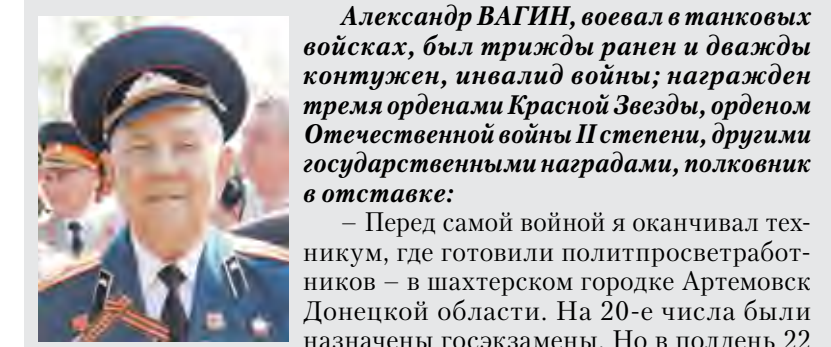 Александр ВАГИН, воевал в танковых
войсках, был трижды ранен и дважды
контужен, инвалид войны; награжден
тремя орденами Красной Звезды, орденом
Отечественной войны II степени, другими
государственными наградами, полковник
в отставке:
– Перед самой войной я оканчивал тех-
никум, где готовили политпросветработ-
ников – в шахтерском городке Артемовск
Донецкой области. На 20-е числа были
назначены госэкзамены. Но в полдень 22